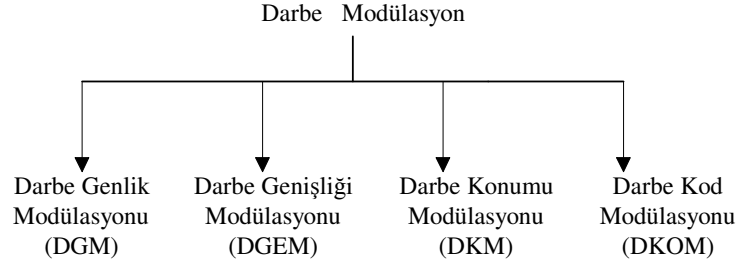 Darbe Modülasyon
Darbe Genlik
Modülasyonu
(DGM)
Darbe Genişliği
Modülasyonu
(DGEM)
Darbe Konumu
Modülasyonu
(DKM)
Darbe Kod
Modülasyonu
(DKOM)